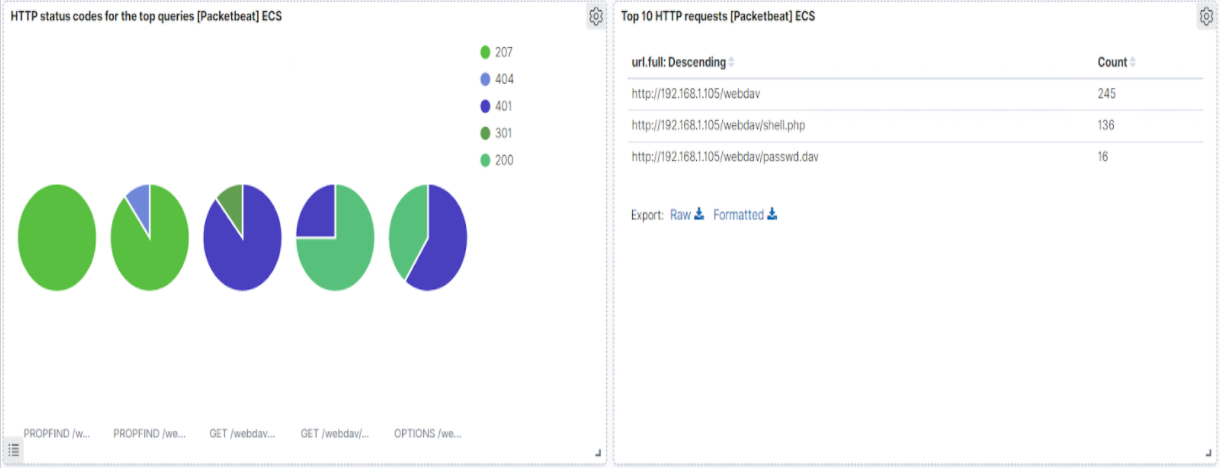 HTTP status codes for the top queries [Packetbeat] ECS
207
404
401
301
200
PROPFIND /w... PROPFIND /we... GET /webdav... GET /webdav/... OPTIONS /we...
Top 10 HTTP requests [Packetbeat] ECS
url.full: Descending Count
http://192.168.1.105/webdav 245
http://192.168.1.105/webdav/shell.php 136
http://192.168.1.105/webdav/passwd.dav 16
Export: Raw Formatted